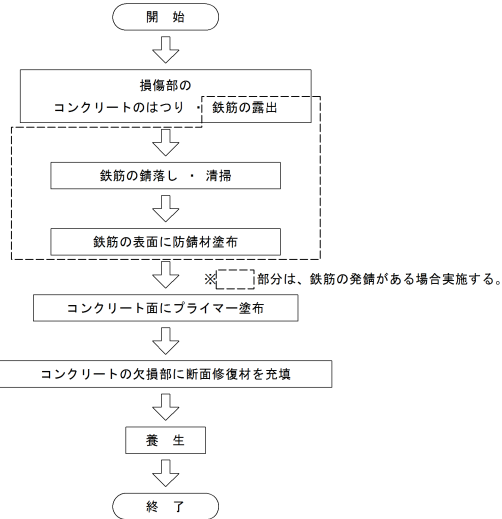 開 始
損傷部の
コンクリートのはつり ・ 鉄筋の露出
鉄筋の錆落し ・ 清掃
鉄筋の表面に防錆材塗布
※ 部分は、鉄筋の発錆がある場合実施する。
コンクリート面にプライマー塗布
コンクリートの欠損部に断面修復材を充填
養 生
終 了